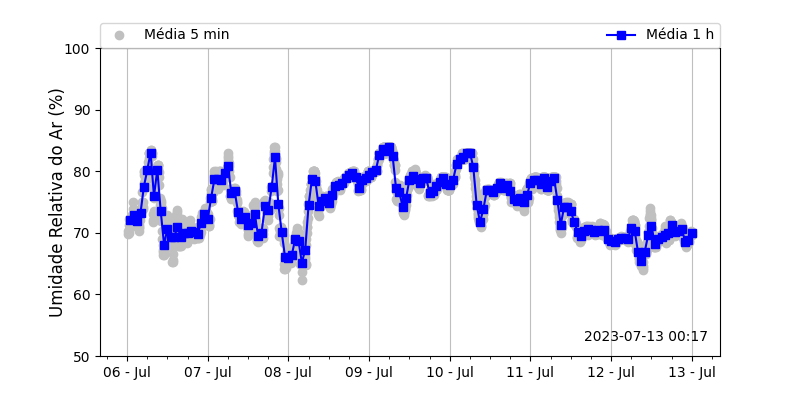 Média 5 min
Média 1 h
100
90
80
70
60
50
Umidade Relativa do Ar (%)
2023-07-13 00:17
06 - Jul
07 - Jul
08 - Jul
09 - Jul
10 - Jul
11 - Jul
12 - Jul
13 - Jul